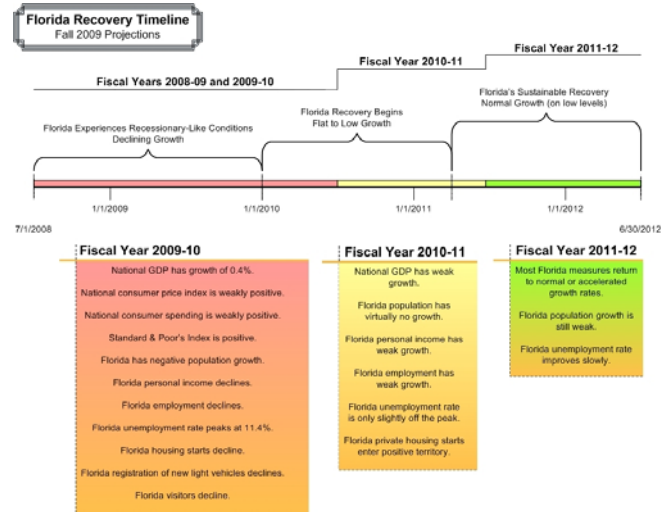 Florida Recovery Timeline
Fall 2009 Projections
Fiscal Year 2011-12
Fiscal Year 2010-11
Fiscal Years 2008-09 and 2009-10
Florida's Sustainable Recovery
Normal Growth (on low levels)
Florida Recovery Begins
Flat to Low Growth
Florida Experiences Recessionary-Like Conditions
Declining Growth
1/1/2009
1/1/2010
1/1/2011
1/1/2012
7/1/2008
6/30/2012
Fiscal Year 2009-10
National GDP has growth of 0.4%.
National consumer price index is weakly positive.
National consumer spending is weakly positive.
Standard & Poor's Index is positive.
Florida has negative population growth.
Florida personal income declines.
Florida employment declines.
Florida unemployment rate peaks at 11.4%.
Florida housing starts decline.
Florida registration of new light vehicles declines.
Florida visitors decline.
Fiscal Year 2010-11
National GDP has weak
growth.
Florida population has
virtually no growth.
Florida personal income has
weak growth.
Florida employment has
weak growth.
Florida unemployment rate
is only slightly off the peak.
Florida private housing starts
enter positive territory.
Fiscal Year 2011-12
Most Florida measures return
to normal or accelerated
growth rates.
Florida population growth is
still weak.
Florida unemployment rate
improves slowly.